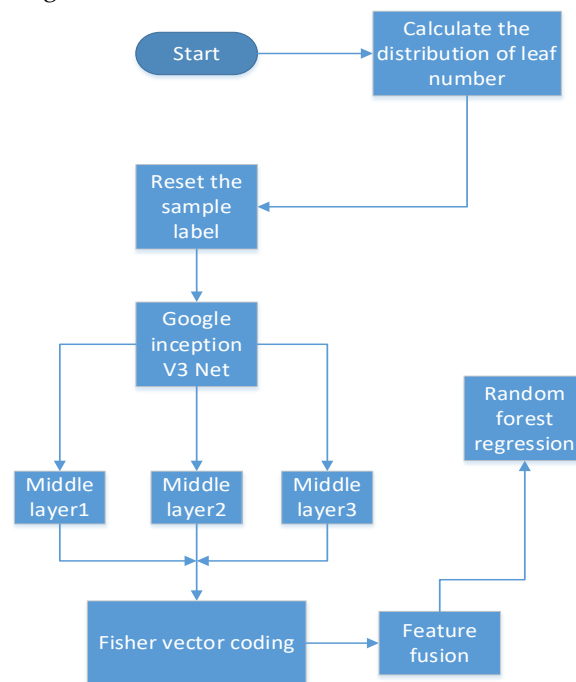 Start
Calculate the
distribution of leaf
number
Reset the
sample
label
Google
inception
V3 Net
Random
forest
regression
Middle
layer1
Middle
layer2
Middle
layer3
Fisher vector coding
Feature
fusion